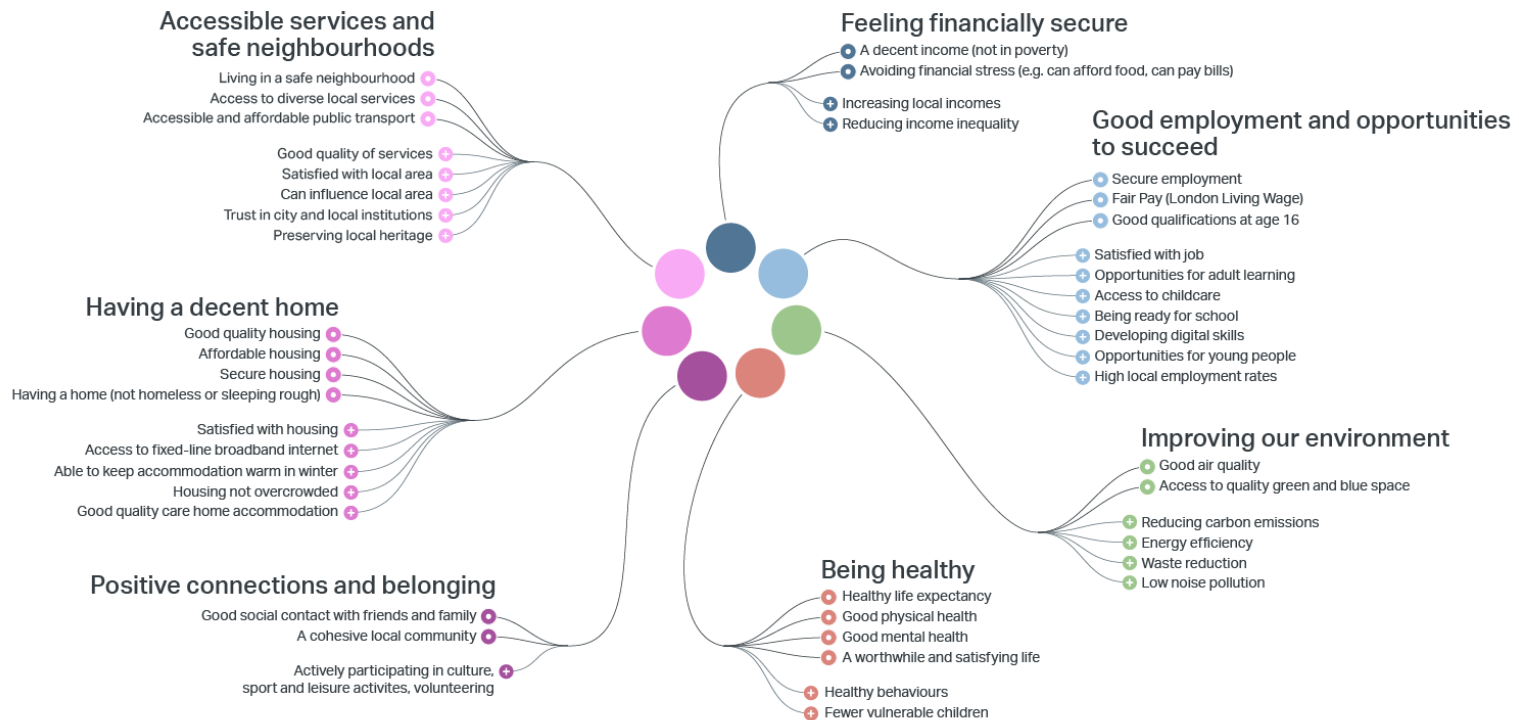 Accessible services and
safe neighbourhoods
Living in a safe neighbourhood
Access to diverse local services
Accessible and affordable public transport
Good quality of services
Satisfied with local area
Can influence local area
Trust in city and local institutions
Preserving local heritage
Feeling financially secure
A decent income (not in poverty)
Avoiding financial stress (e.g. can afford food, can pay bills)
Increasing local incomes
Reducing income inequality
Good employment and opportunities
to succeed
Secure employment
Fair Pay (London Living Wage)
Good qualifications at age 16
Satisfied with job
Opportunities for adult learning
Access to childcare
Being ready for school
Developing digital skills
Opportunities for young people
High local employment rates
Having a decent home
Good quality housing
Affordable housing
Secure housing
Having a home (not homeless or sleeping rough)
Satisfied with housing
Access to fixed-line broadband internet
Able to keep accommodation warm in winter
Housing not overcrowded
Good quality care home accommodation
Improving our environment
Good air quality
Access to quality green and blue space
Reducing carbon emissions
Energy efficiency
Waste reduction
Low noise pollution
Positive connections and belonging
Good social contact with friends and family
A cohesive local community
Actively participating in culture,
sport and leisure activites, volunteering
Being healthy
Healthy life expectancy
Good physical health
Good mental health
A worthwhile and satisfying life
Healthy behaviours
Fewer vulnerable children